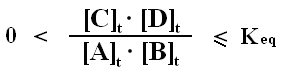 0 < [C]t · [D]t / [A]t · [B]t ⩽ Keq